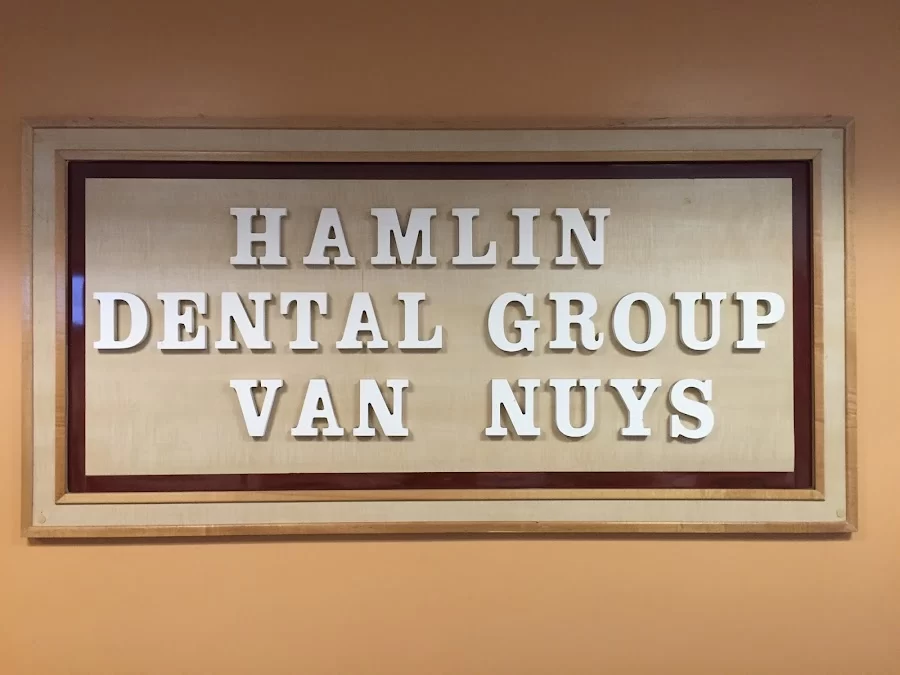 HAMLIN
DENTAL GROUP
VAN NUYS